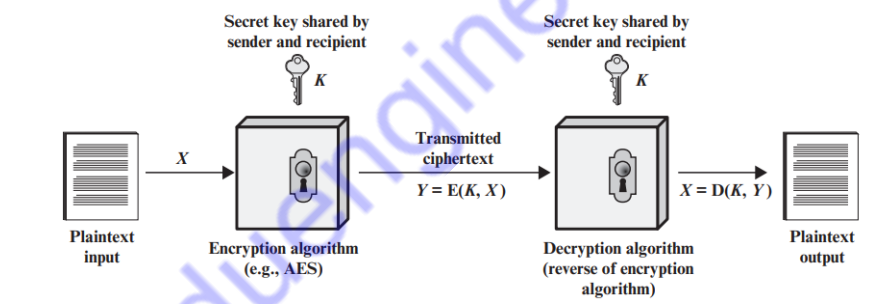 Secret key shared by
sender and recipient
K
Secret key shared by
sender and recipient
K
X
Transmitted
ciphertext
Y = E(K, X)
X = D(K, Y)
Plaintext
input
Encryption algorithm
(e.g., AES)
Decryption algorithm
(reverse of encryption
algorithm)
Plaintext
output